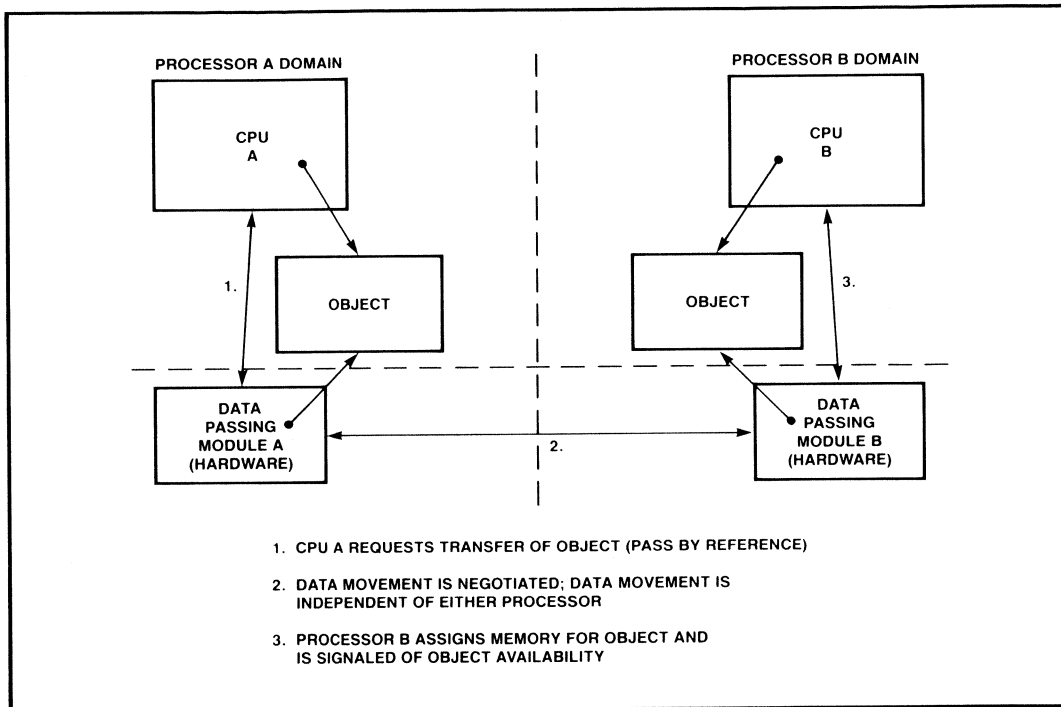 PROCESSOR A DOMAIN
CPU
A
1.
OBJECT
DATA
PASSING
MODULE A
(HARDWARE)
PROCESSOR B DOMAIN
CPU
B
OBJECT
3.
DATA
PASSING
MODULE B
(HARDWARE)
2.
1. CPU A REQUESTS TRANSFER OF OBJECT (PASS BY REFERENCE)
2. DATA MOVEMENT IS NEGOTIATED; DATA MOVEMENT IS
INDEPENDENT OF EITHER PROCESSOR
3. PROCESSOR B ASSIGNS MEMORY FOR OBJECT AND
IS SIGNALED OF OBJECT AVAILABILITY